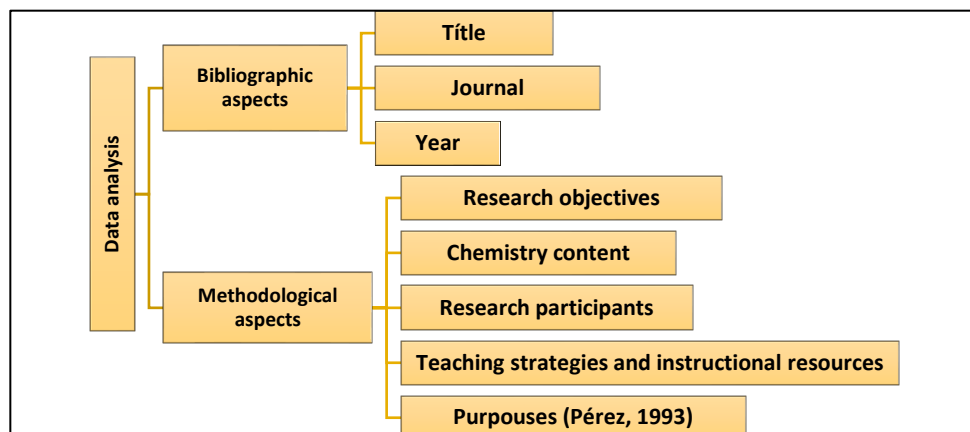 Data analysis
Bibliographic
aspects
Títle
Journal
Year
Methodological
aspects
Research objectives
Chemistry content
Research participants
Teaching strategies and instructional resources
Purpouses (Pérez, 1993)